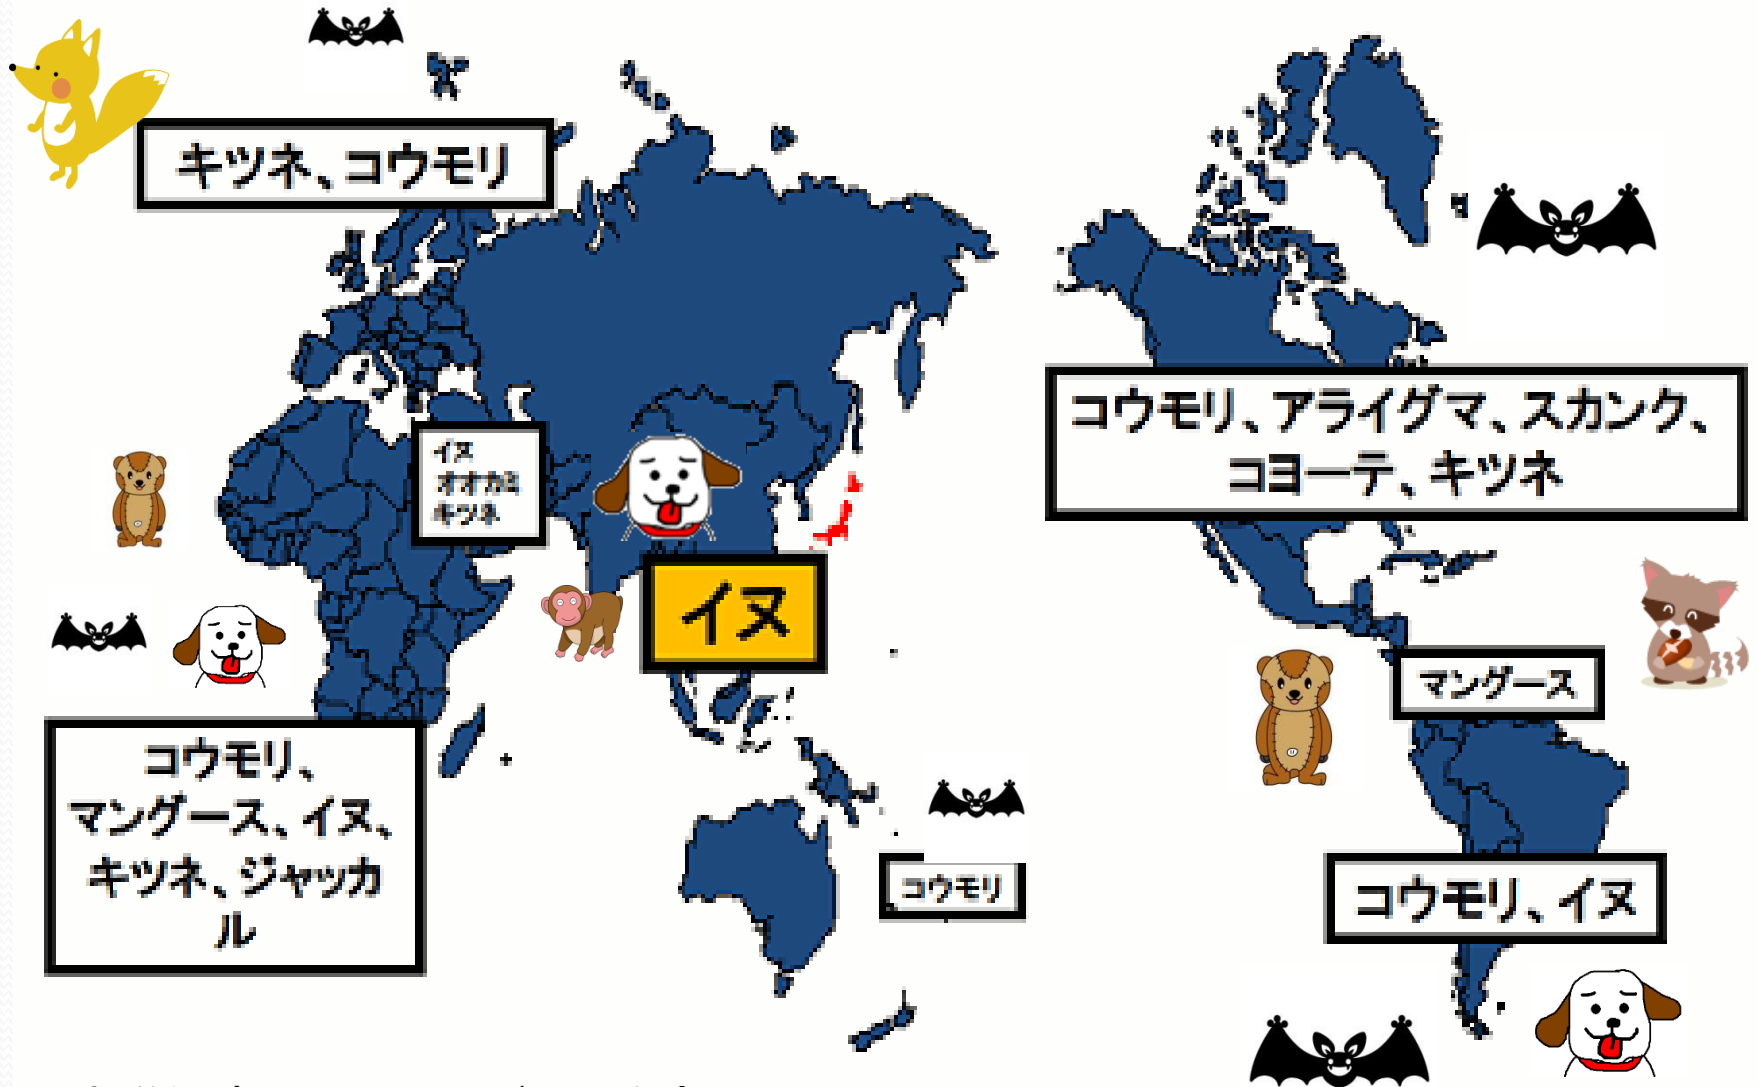 キツネ、コウモリ
コウモリ、アライグマ、スカンク、
コヨーテ、キツネ
イヌ
オオカミ
キツネ
イヌ
マングース
コウモリ、
マングース、イヌ、
キツネ、ジャッカ
ル
コウモリ
コウモリ、イヌ